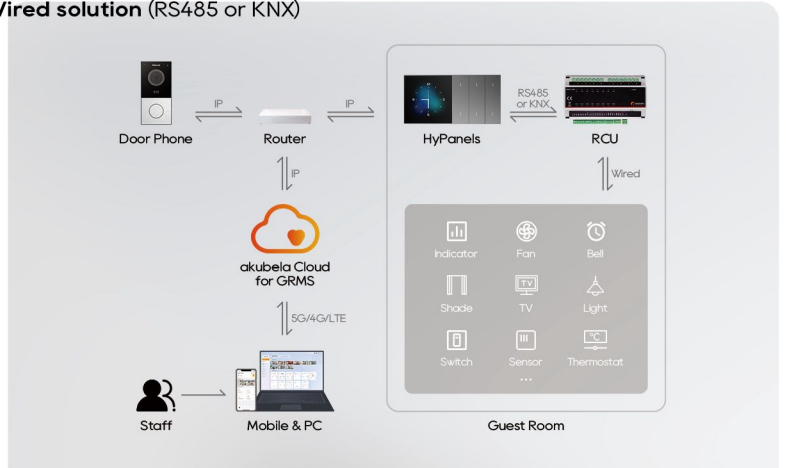 Wired solution (RS485 or KNX)
IP
IP
RS485
or KNX
Door Phone
Router
HyPanels
RCU
IP
Wired
akubela Cloud
for GRMS
Indicator
Fan
Bell
TV
Shade
TV
Light
5G/4G/LTE
°C
Switch
Sensor
Thermostat
...
Staff
Mobile & PC
Guest Room